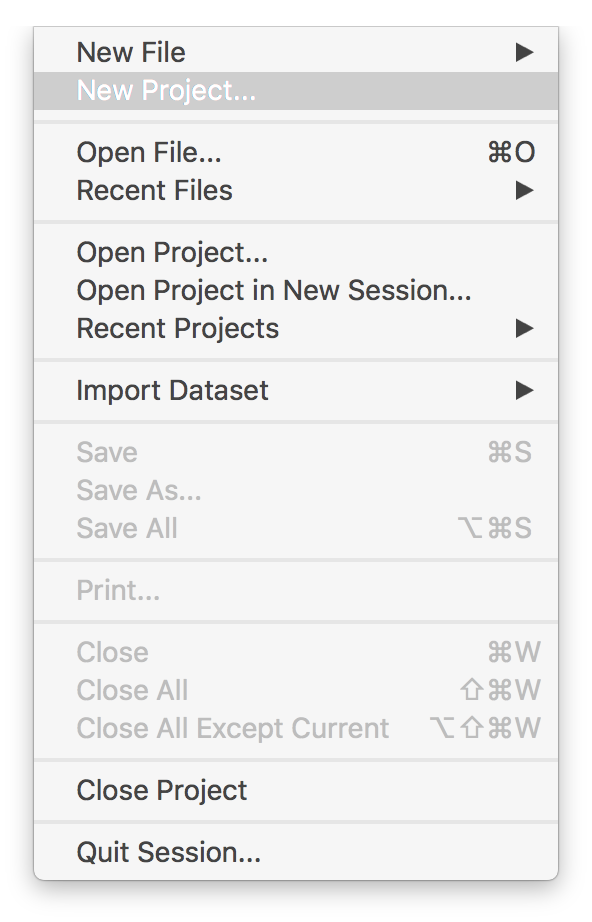 New File ▶
New Project...
Open File... ⌘O
Recent Files ▶
Open Project...
Open Project in New Session...
Recent Projects ▶
Import Dataset ▶
Save ⌘S
Save As...
Save All ⌥⌘S
Print...
Close ⌘W
Close All ⇧⌘W
Close All Except Current ⌥⇧⌘W
Close Project
Quit Session...